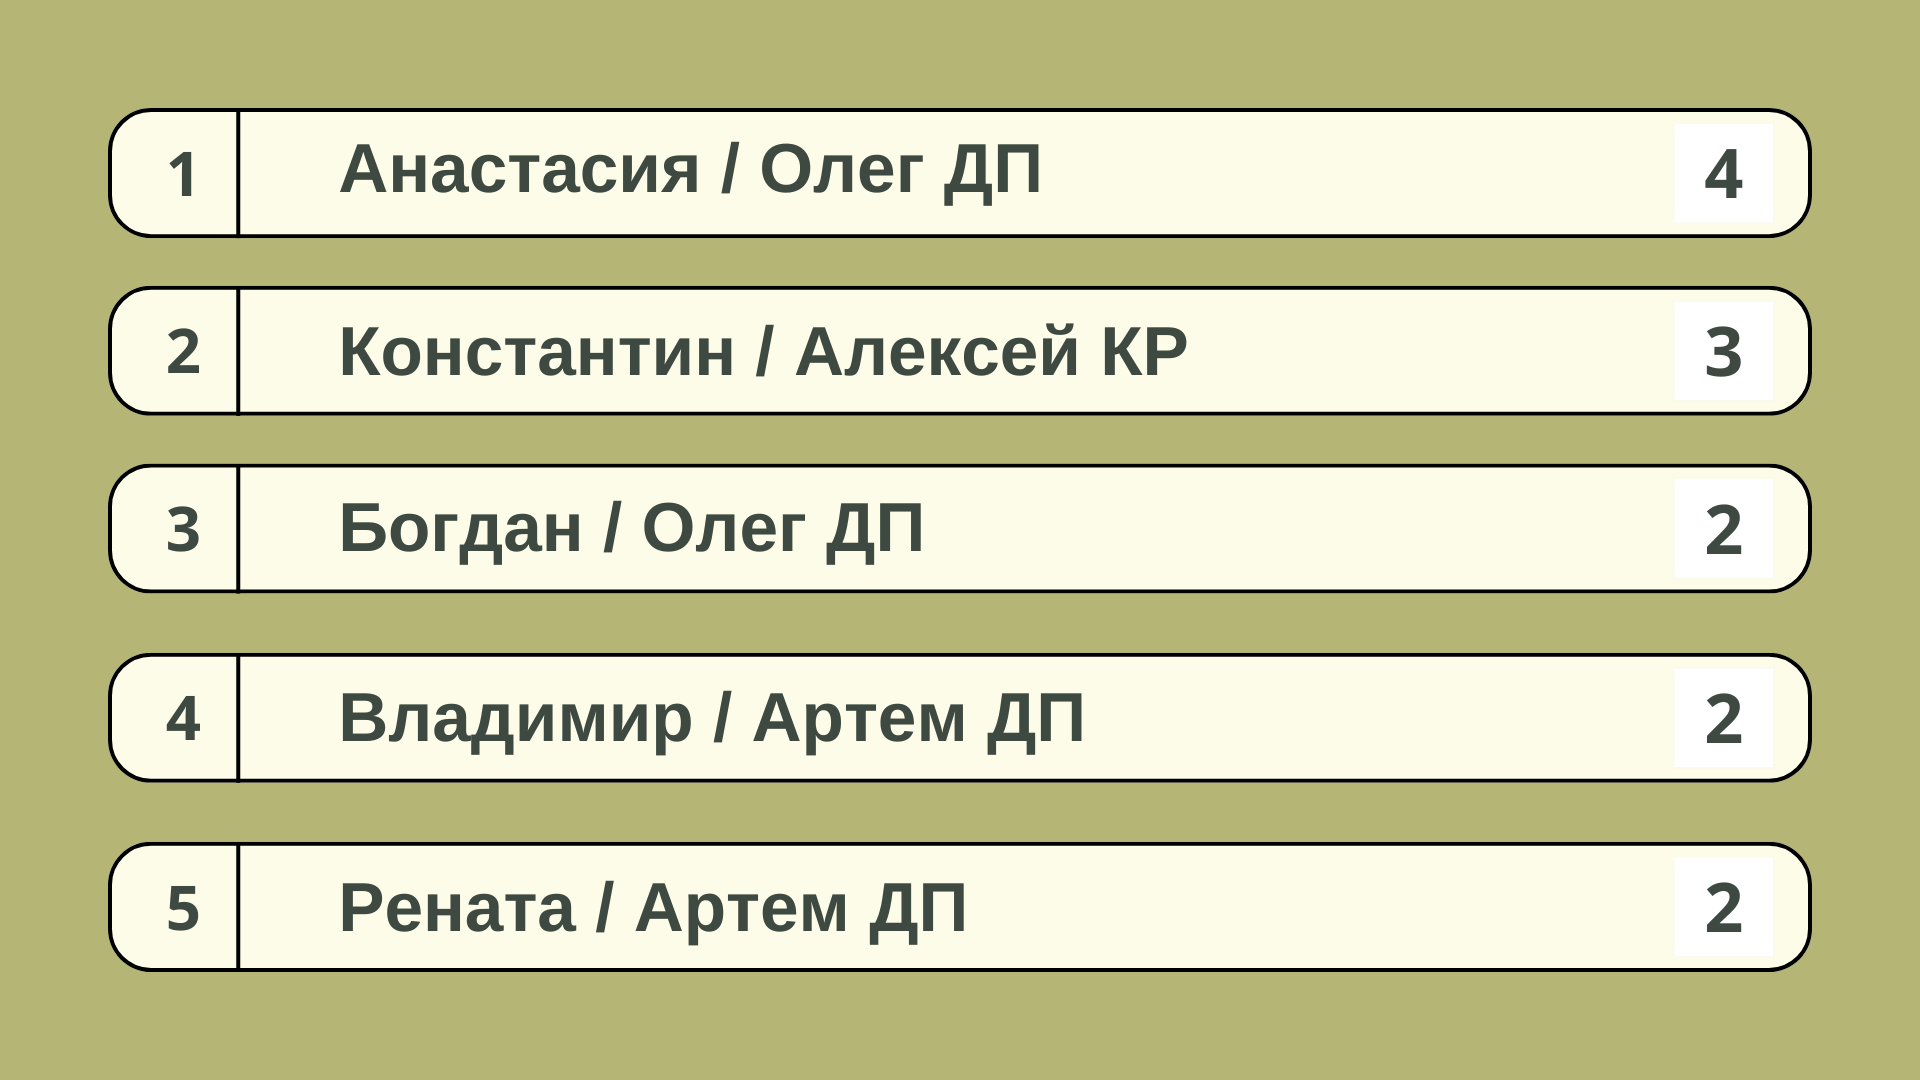 1 Анастасия / Олег ДП 4
2 Константин / Алексей КР 3
3 Богдан / Олег ДП 2
4 Владимир / Артем ДП 2
5 Рената / Артем ДП 2